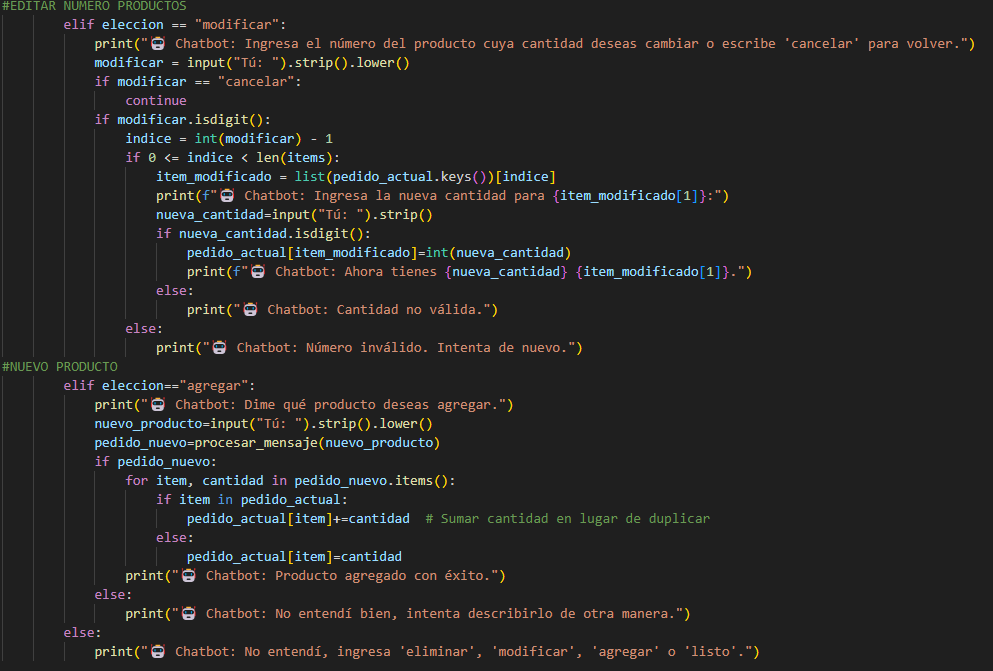 #EDITAR NUMERO PRODUCTOS
        elif eleccion == "modificar":
            print("🤖 Chatbot: Ingresa el número del producto cuya cantidad deseas cambiar o escribe 'cancelar' para volver.")
            modificar = input("Tú: ").strip().lower()
            if modificar == "cancelar":
                continue
            if modificar.isdigit():
                indice = int(modificar) - 1
                if 0 <= indice < len(items):
                    item_modificado = list(pedido_actual.keys())[indice]
                    print(f"🤖 Chatbot: Ingresa la nueva cantidad para {item_modificado[1]}:")
                    nueva_cantidad=input("Tú: ").strip()
                    if nueva_cantidad.isdigit():
                        pedido_actual[item_modificado]=int(nueva_cantidad)
                        print(f"🤖 Chatbot: Ahora tienes {nueva_cantidad} {item_modificado[1]}.")
                    else:
                        print("🤖 Chatbot: Cantidad no válida.")
                else:
                    print("🤖 Chatbot: Número inválido. Intenta de nuevo.")
#NUEVO PRODUCTO
        elif eleccion=="agregar":
            print("🤖 Chatbot: Dime qué producto deseas agregar.")
            nuevo_producto=input("Tú: ").strip().lower()
            pedido_nuevo=procesar_mensaje(nuevo_producto)
            if pedido_nuevo:
                for item, cantidad in pedido_nuevo.items():
                    if item in pedido_actual:
                        pedido_actual[item]+=cantidad  # Sumar cantidad en lugar de duplicar
                    else:
                        pedido_actual[item]=cantidad
                print("🤖 Chatbot: Producto agregado con éxito.")
            else:
                print("🤖 Chatbot: No entendí bien, intenta describirlo de otra manera.")
        else:
            print("🤖 Chatbot: No entendí, ingresa 'eliminar', 'modificar', 'agregar' o 'listo'.")